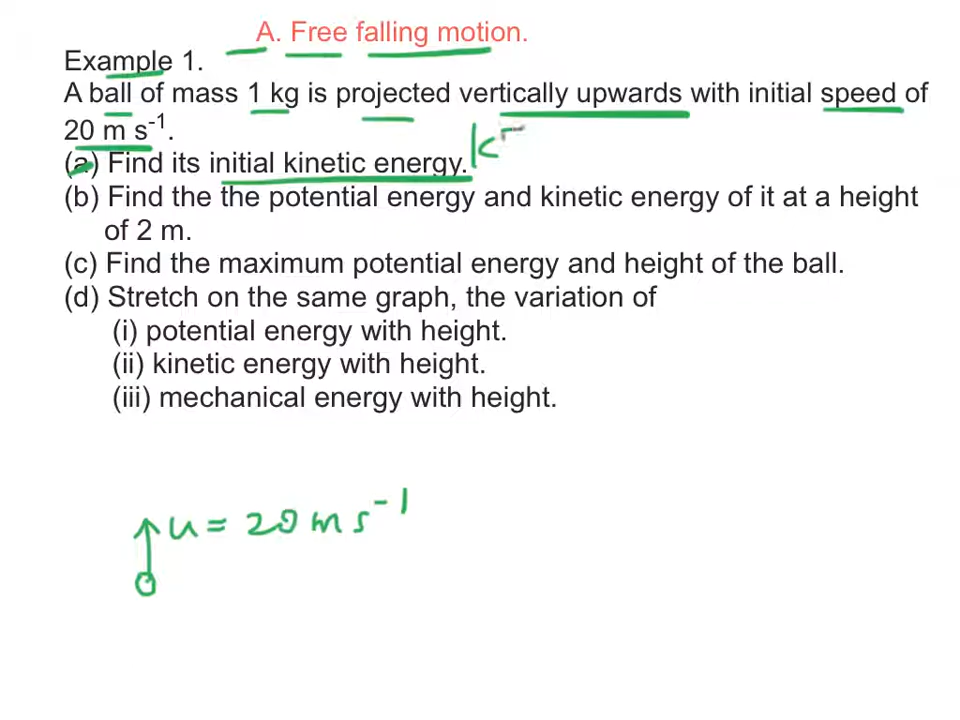 A. Free falling motion.
Example 1.
A ball of mass 1 kg is projected vertically upwards with initial speed of
20 m s-1.
(a) Find its initial kinetic energy.
(b) Find the the potential energy and kinetic energy of it at a height
of 2 m.
(c) Find the maximum potential energy and height of the ball.
(d) Stretch on the same graph, the variation of
(i) potential energy with height.
(ii) kinetic energy with height.
(iii) mechanical energy with height.
u = 20 m s-1